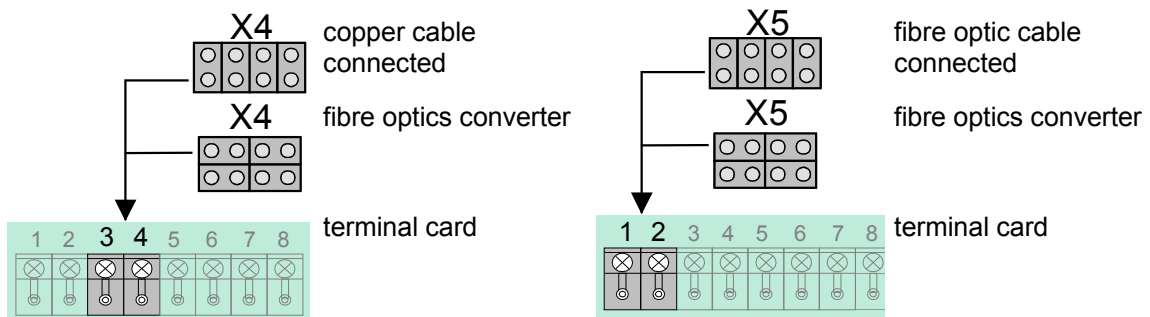 X4
copper cable
connected
X4
fibre optics converter
terminal card
1 2 3 4 5 6 7 8
X5
fibre optic cable
connected
X5
fibre optics converter
terminal card
1 2 3 4 5 6 7 8